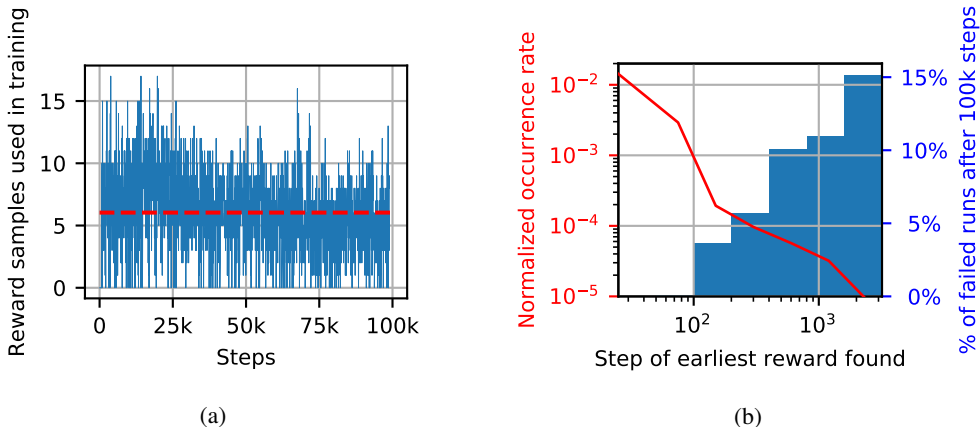 Reward samples used in training
15
10
5
0
0 25k 50k 75k 100k
Steps
(a)
Normalized occurrence rate
10⁻²
10⁻³
10⁻⁴
10⁻⁵
10² 10³
Step of earliest reward found
15%
10%
5%
0%
% of failed runs after 100k steps
(b)